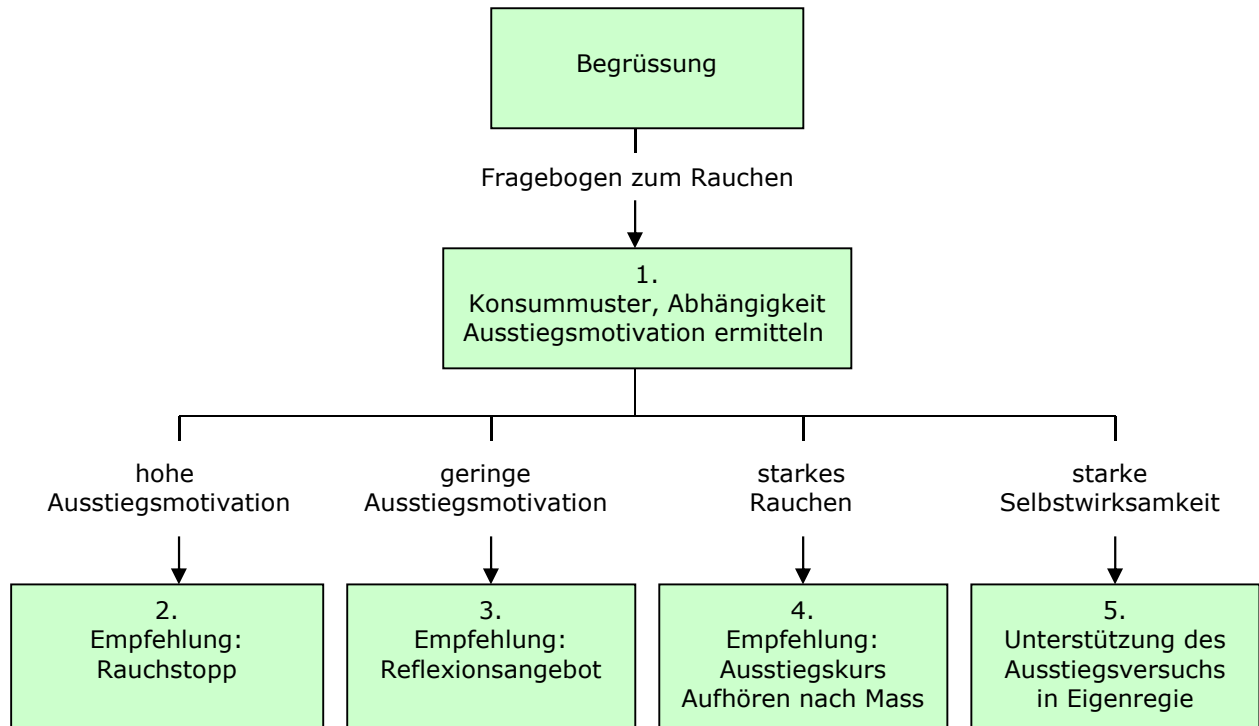 Begrüssung
Fragebogen zum Rauchen
1.
Konsummuster, Abhängigkeit
Ausstiegsmotivation ermitteln
hohe
Ausstiegsmotivation
geringe
Ausstiegsmotivation
starkes
Rauchen
starke
Selbstwirksamkeit
2.
Empfehlung:
Rauchstopp
3.
Empfehlung:
Reflexionsangebot
4.
Empfehlung:
Ausstiegskurs
Aufhören nach Mass
5.
Unterstützung des
Ausstiegsversuchs
in Eigenregie